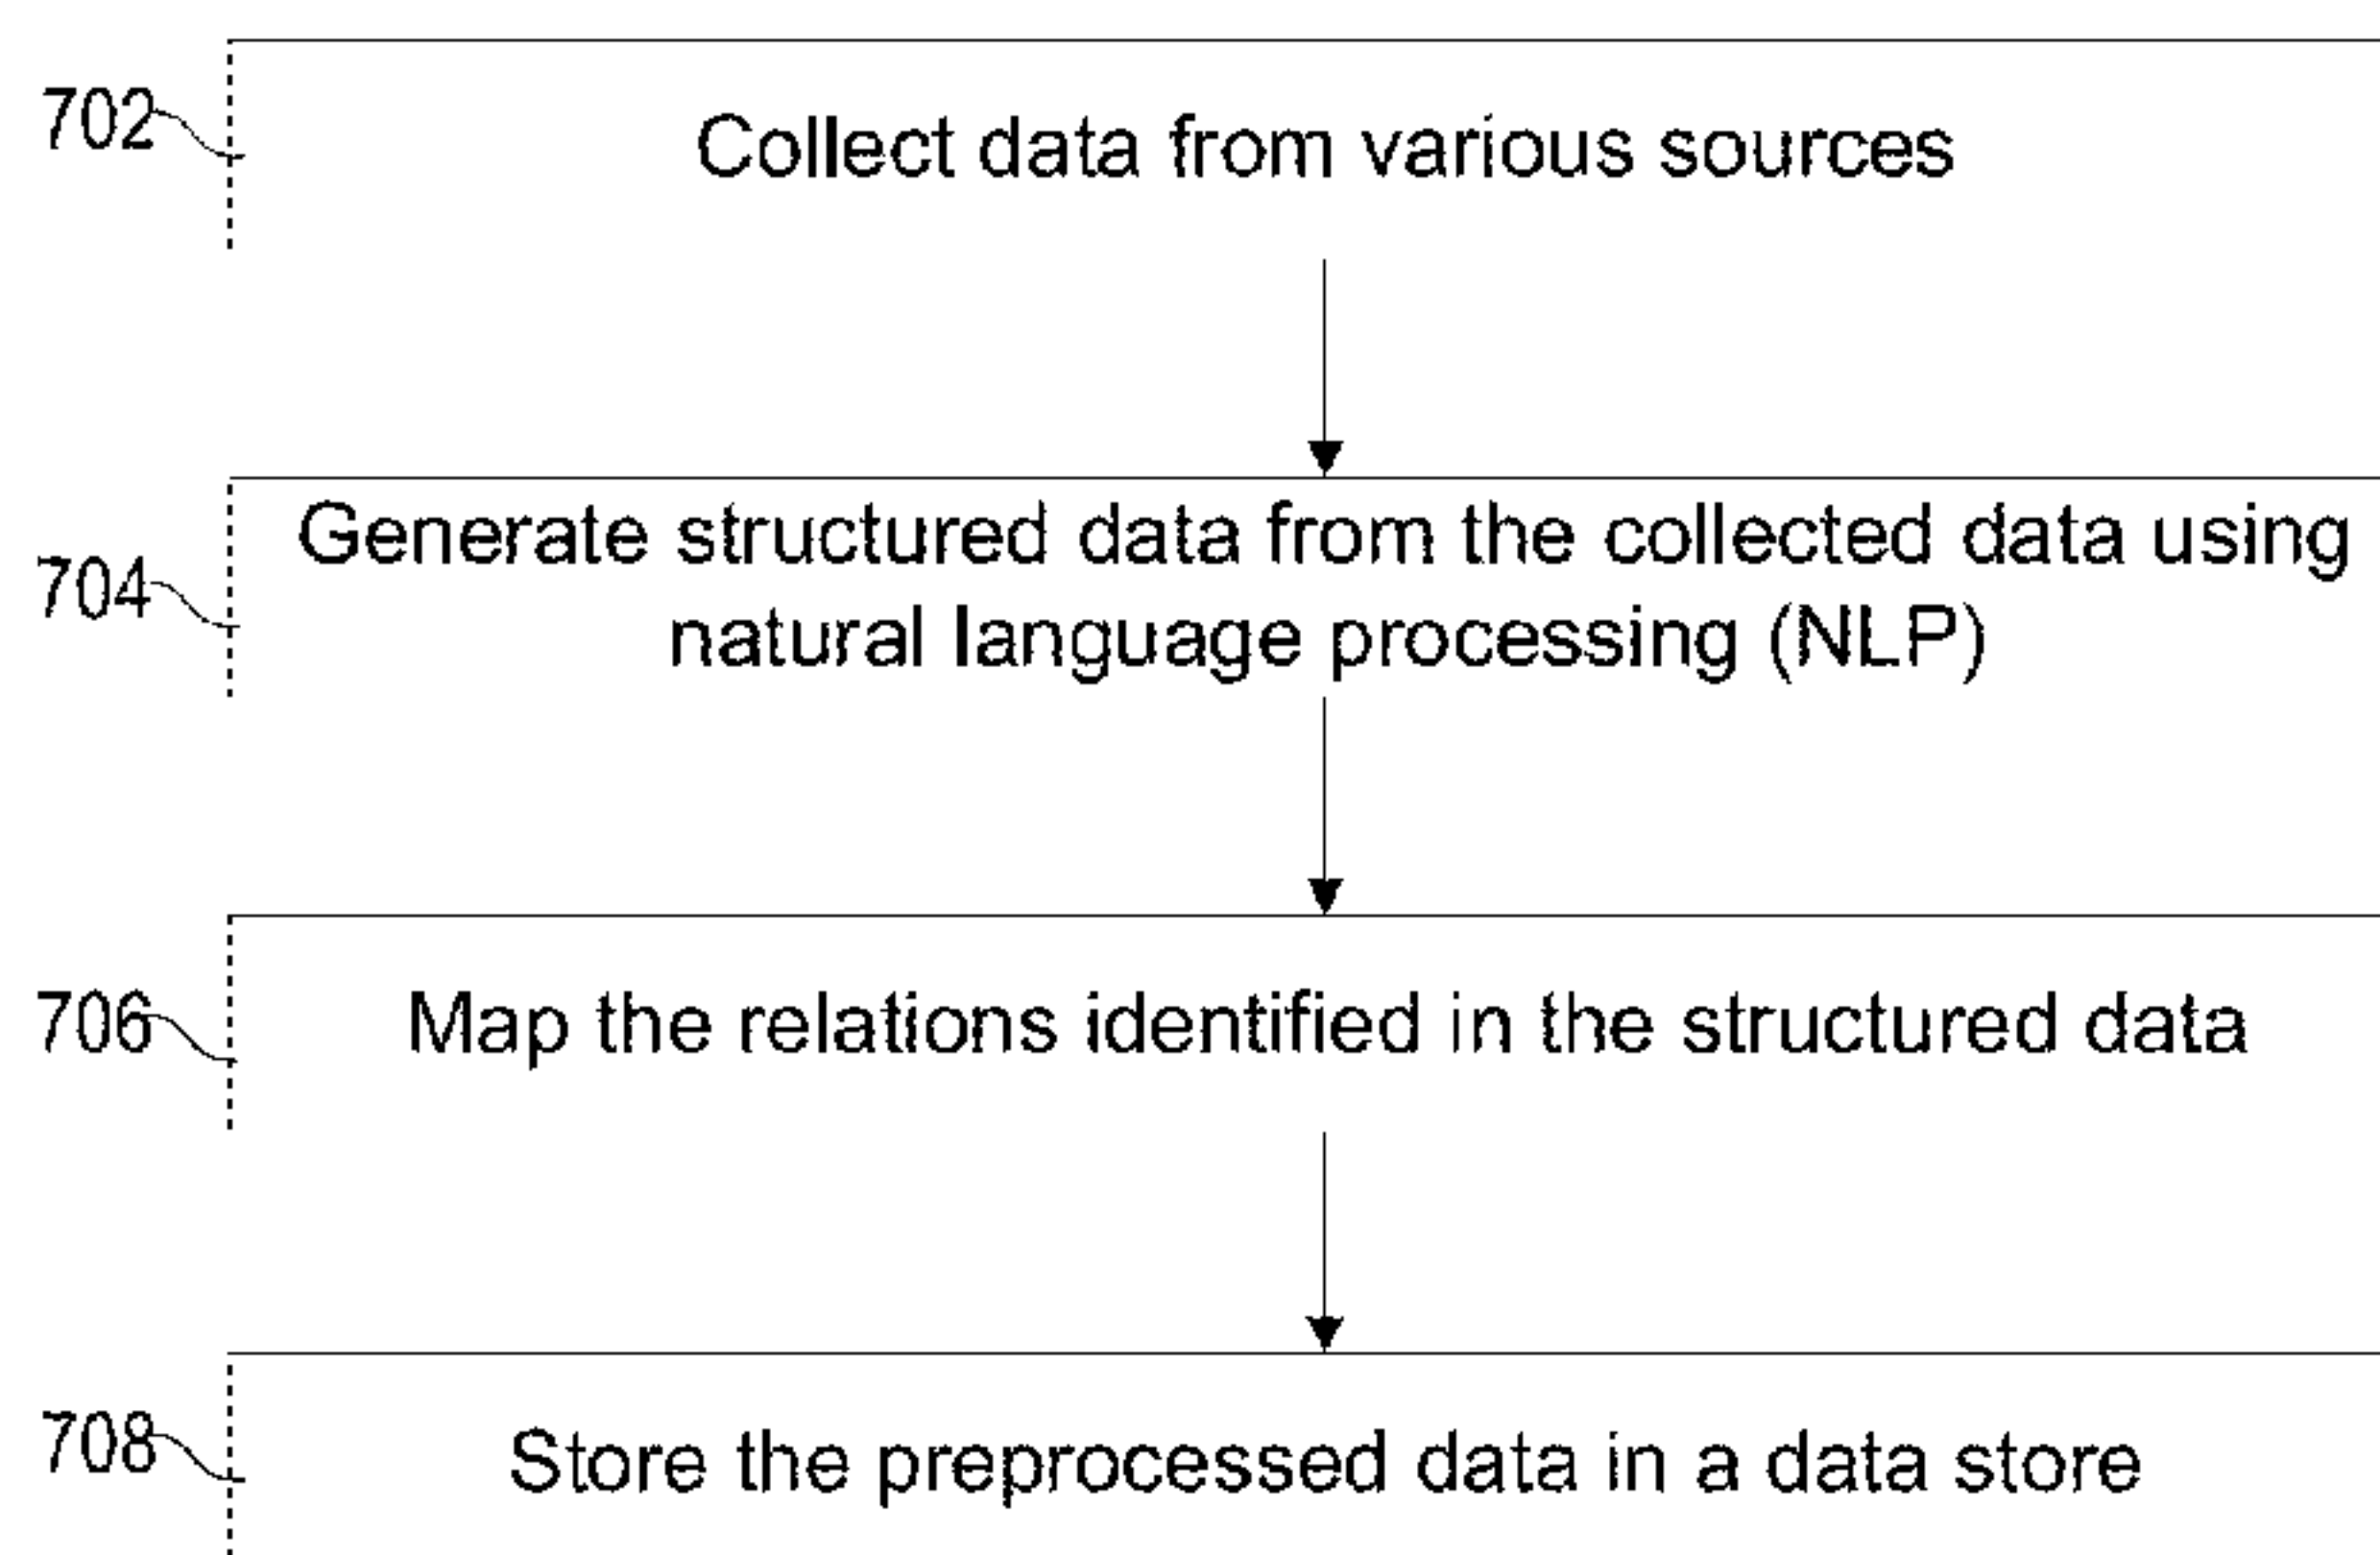 702
Collect data from various sources
704
Generate structured data from the collected data using
natural language processing (NLP)
706
Map the relations identified in the structured data
708
Store the preprocessed data in a data store